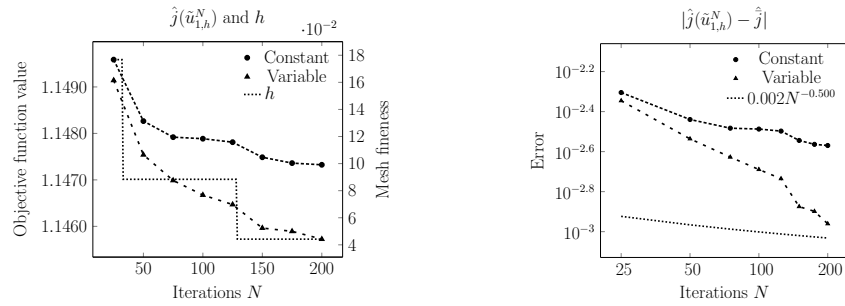 ĵ(ũ^N_{1,h}) and h
·10^{-2}
Objective function value
1.1490
1.1480
1.1470
1.1460
Constant
Variable
h
18
16
14
12
10
8
6
4
Mesh fineness
50
100
150
200
Iterations N
|ĵ(ũ^N_{1,h}) − ĵ̄|
Error
10^{-2.2}
10^{-2.4}
10^{-2.6}
10^{-2.8}
10^{-3}
Constant
Variable
0.002N^{-0.500}
25
50
100
200
Iterations N